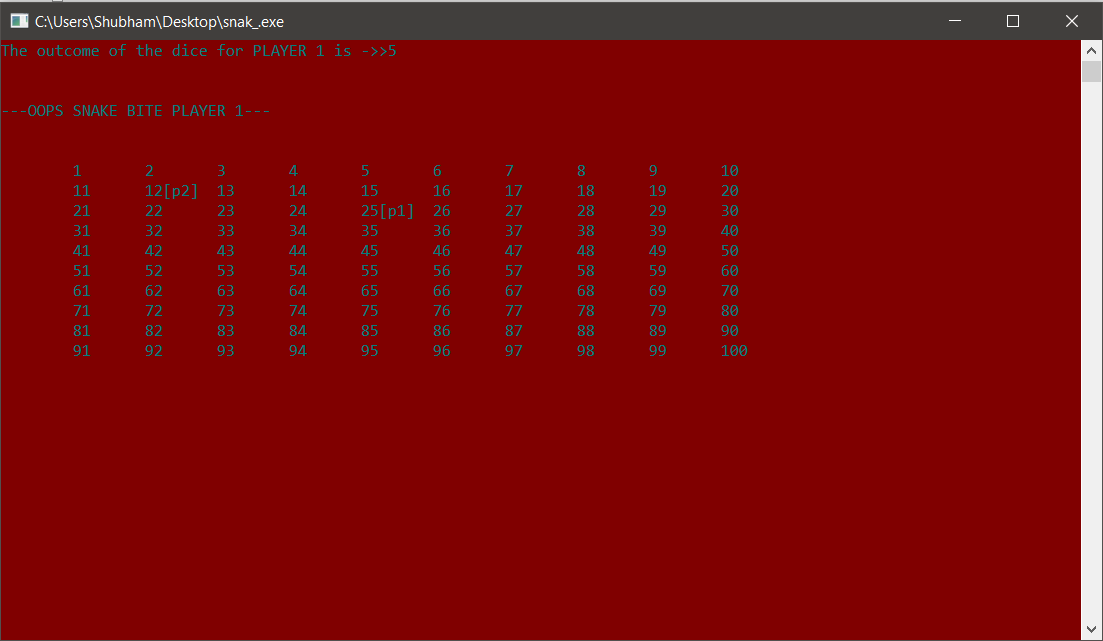 C:\Users\Shubham\Desktop\snak_.exe
The outcome of the dice for PLAYER 1 is ->>5
---OOPS SNAKE BITE PLAYER 1---
1 2 3 4 5 6 7 8 9 10
11 12[p2] 13 14 15 16 17 18 19 20
21 22 23 24 25[p1] 26 27 28 29 30
31 32 33 34 35 36 37 38 39 40
41 42 43 44 45 46 47 48 49 50
51 52 53 54 55 56 57 58 59 60
61 62 63 64 65 66 67 68 69 70
71 72 73 74 75 76 77 78 79 80
81 82 83 84 85 86 87 88 89 90
91 92 93 94 95 96 97 98 99 100